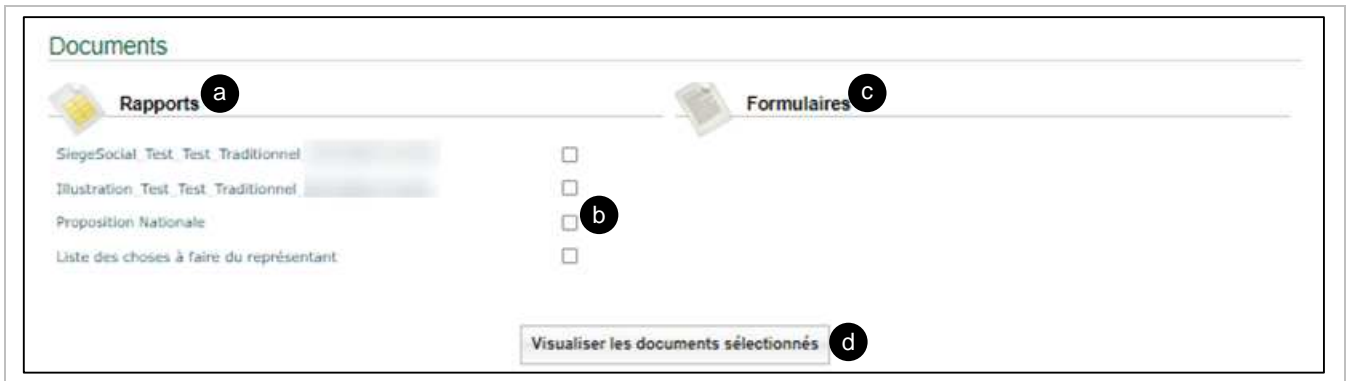 Documents
Rapports a
Formulaires c
SiegeSocial_Test_Test_Traditionnel
Illustration_Test_Test_Traditionnel
Proposition Nationale b
Liste des choses à faire du représentant
Visualiser les documents sélectionnés d